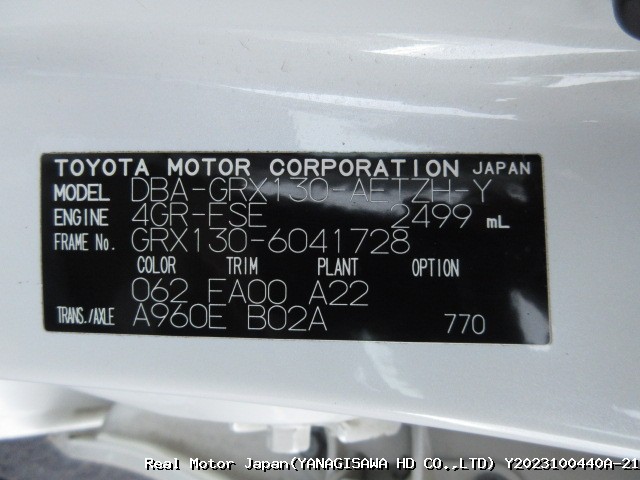 TOYOTA MOTOR CORPORATION JAPAN
MODEL DBA-GRX130-AETZH-Y
ENGINE 4GR-FSE 2499 mL
FRAME No. GRX130-6041728
COLOR TRIM PLANT OPTION
062 FA00 A22
TRANS./AXLE A960E B02A 770
Real Motor Japan(YANAGISAWA HD CO.,LTD) Y2023100440A-21